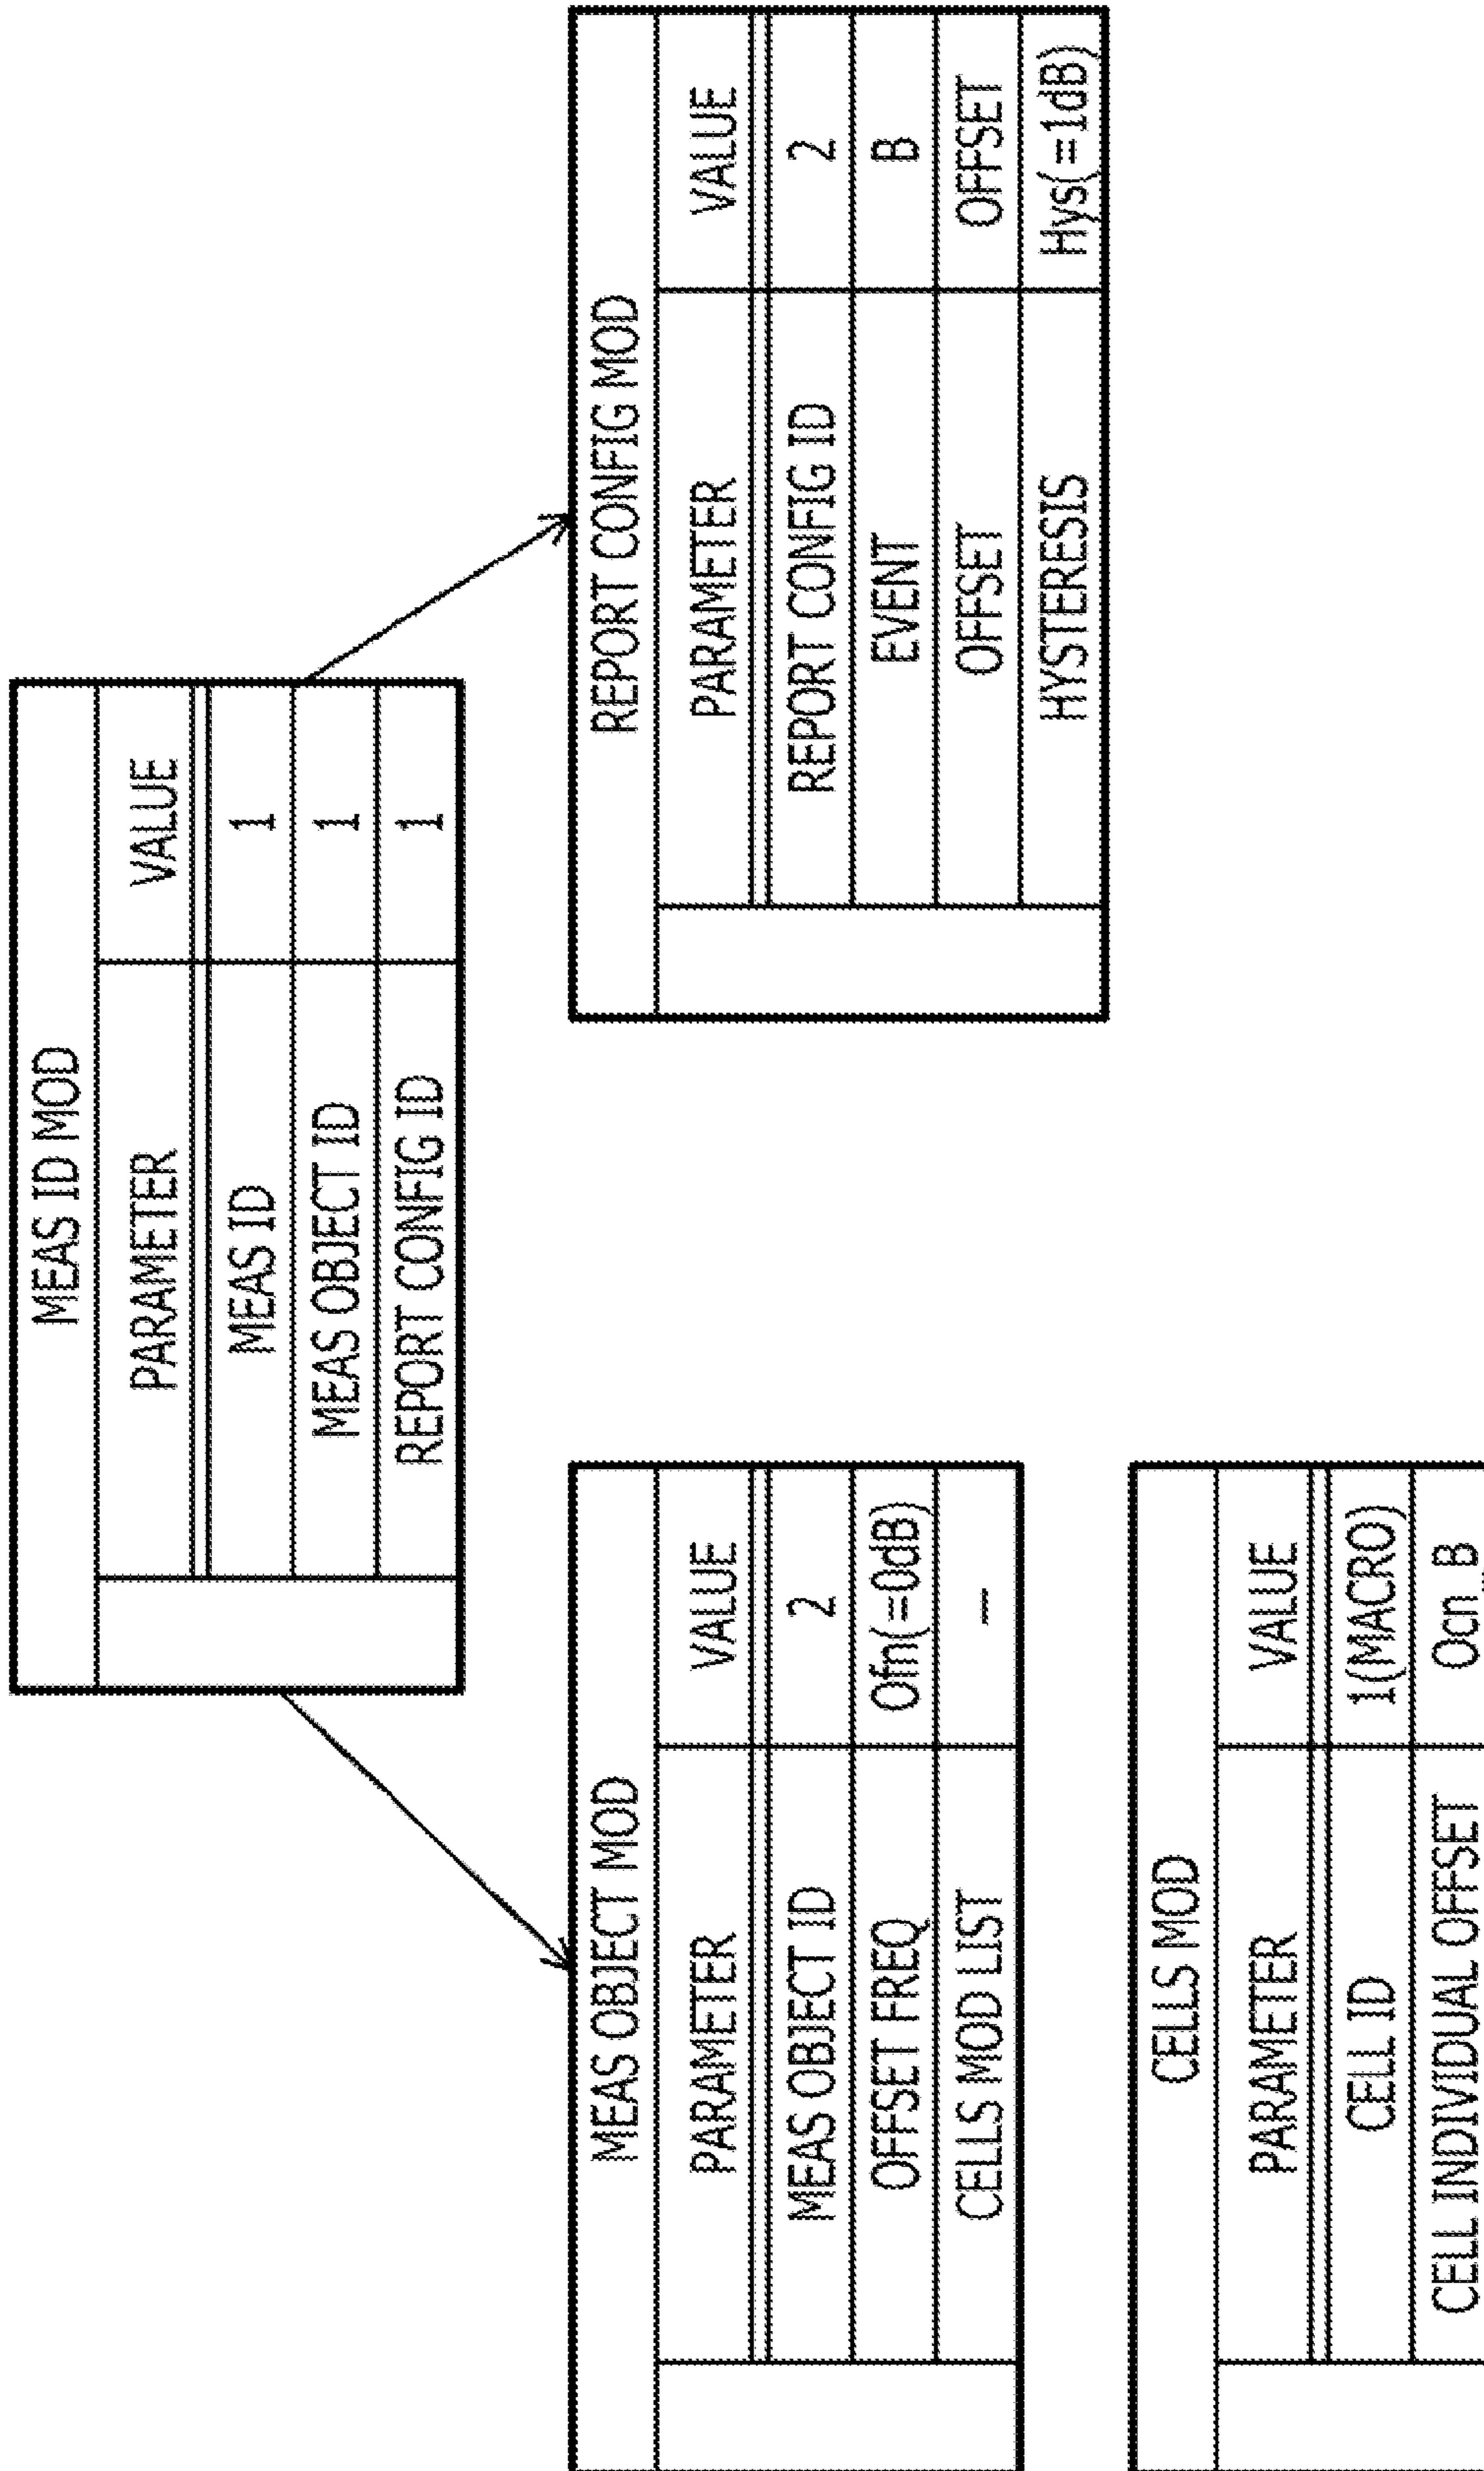 MEAS ID MOD
PARAMETER VALUE
MEAS ID 1
MEAS OBJECT ID 1
REPORT CONFIG ID 1
MEAS OBJECT MOD
PARAMETER VALUE
MEAS OBJECT ID 2
OFFSET FREQ Ofn(=0dB)
CELLS MOD LIST —
REPORT CONFIG MOD
PARAMETER VALUE
REPORT CONFIG ID 2
EVENT B
OFFSET OFFSET
HYSTERESIS Hys(=1dB)
CELLS MOD
PARAMETER VALUE
CELL ID 1(MACRO)
CELL INDIVIDUAL OFFSET Ocn_B